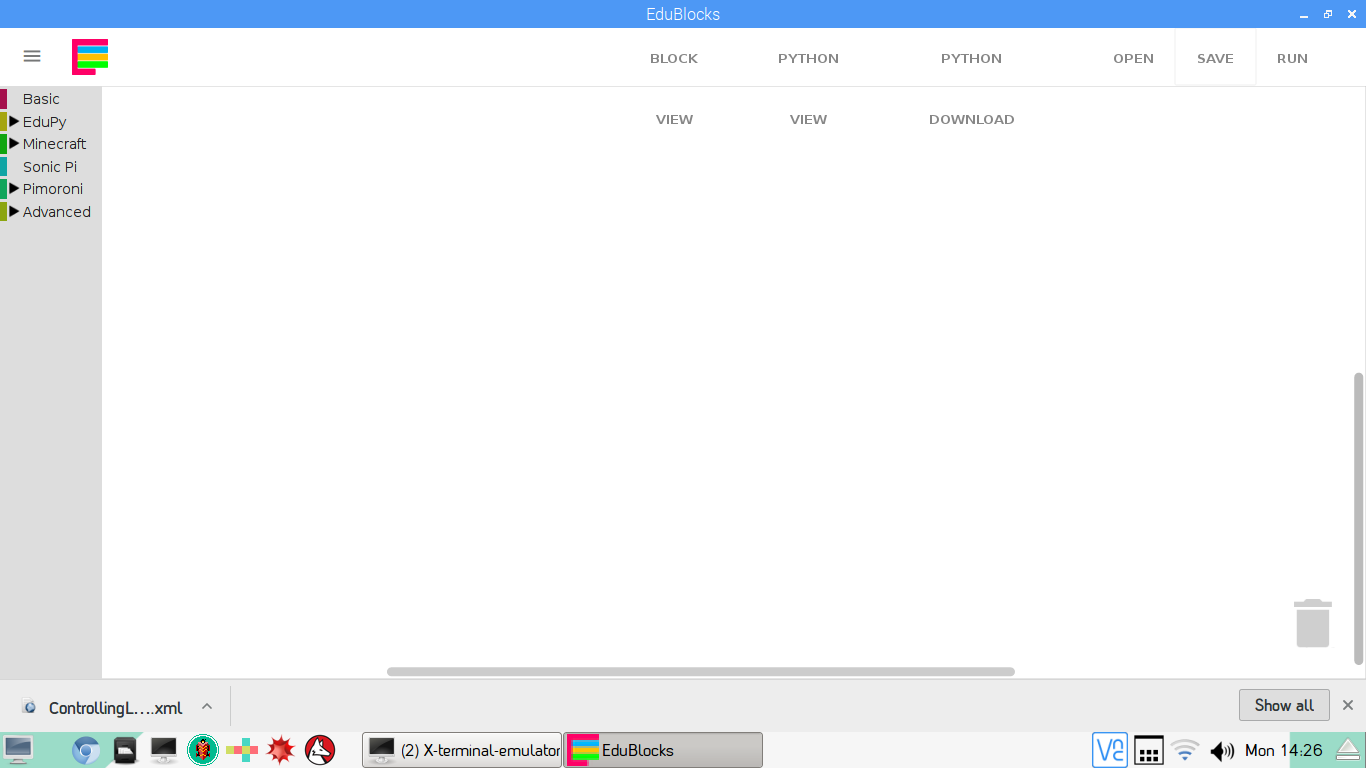 EduBlocks
BLOCK VIEW
PYTHON VIEW
PYTHON DOWNLOAD
OPEN
SAVE
RUN
Basic
EduPy
Minecraft
Sonic Pi
Pimoroni
Advanced
ControllingL....xml
Show all
(2) X-terminal-emulator
EduBlocks
Mon 14:26